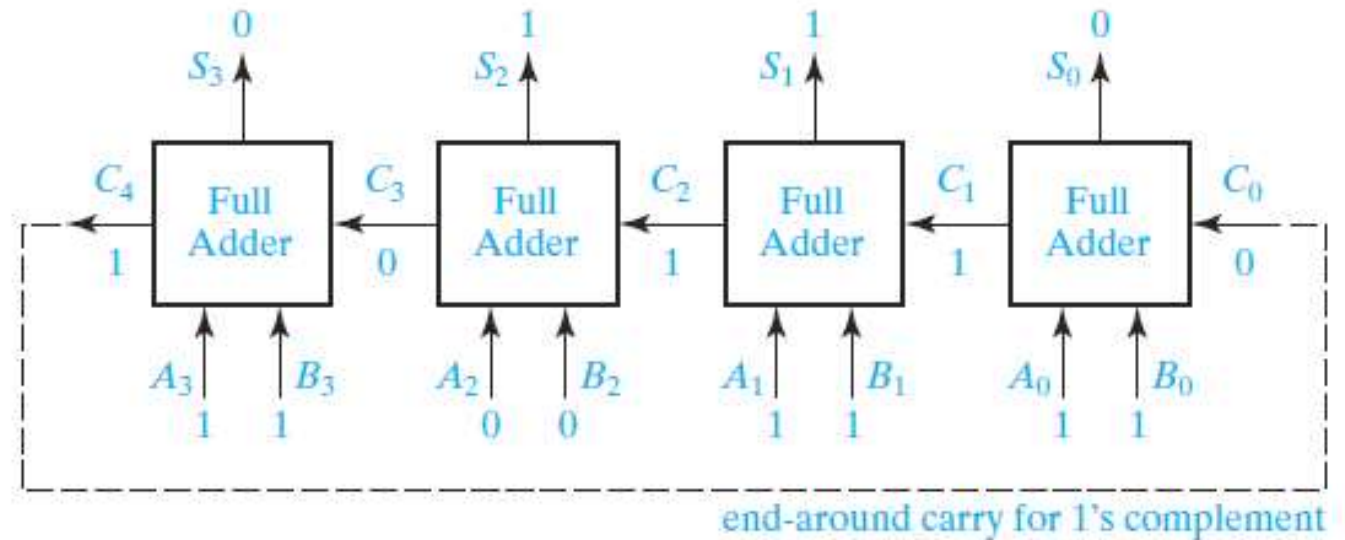 0 1 1 0
S3 S2 S1 S0
C4 Full Adder C3 Full Adder C2 Full Adder C1 Full Adder C0
1 0 1 1 0
A3 B3 A2 B2 A1 B1 A0 B0
1 1 0 0 1 1 1 1
end-around carry for 1's complement